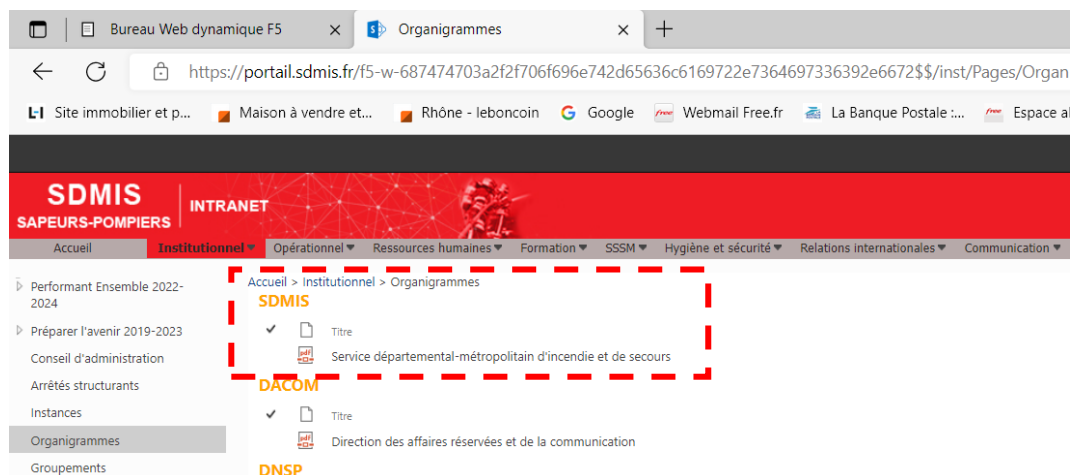 Bureau Web dynamique F5
Organigrammes
https://portail.sdmis.fr/f5-w-687474703a2f2f706f696e742d65636c6169722e7364697336392e6672$$/inst/Pages/Organ
L-I Site immobilier et p... Maison à vendre et... Rhône - leboncoin Google free Webmail Free.fr La Banque Postale :... free Espace a
SDMIS
SAPEURS-POMPIERS
INTRANET
Accueil Institutionnel Opérationnel Ressources humaines Formation SSSM Hygiène et sécurité Relations internationales Communication
Performant Ensemble 2022-
2024
Préparer l'avenir 2019-2023
Conseil d'administration
Arrêtés structurants
Instances
Organigrammes
Groupements
Accueil > Institutionnel > Organigrammes
SDMIS
Titre
pdf Service départemental-métropolitain d'incendie et de secours
DACOM
Titre
pdf Direction des affaires réservées et de la communication
DNSP